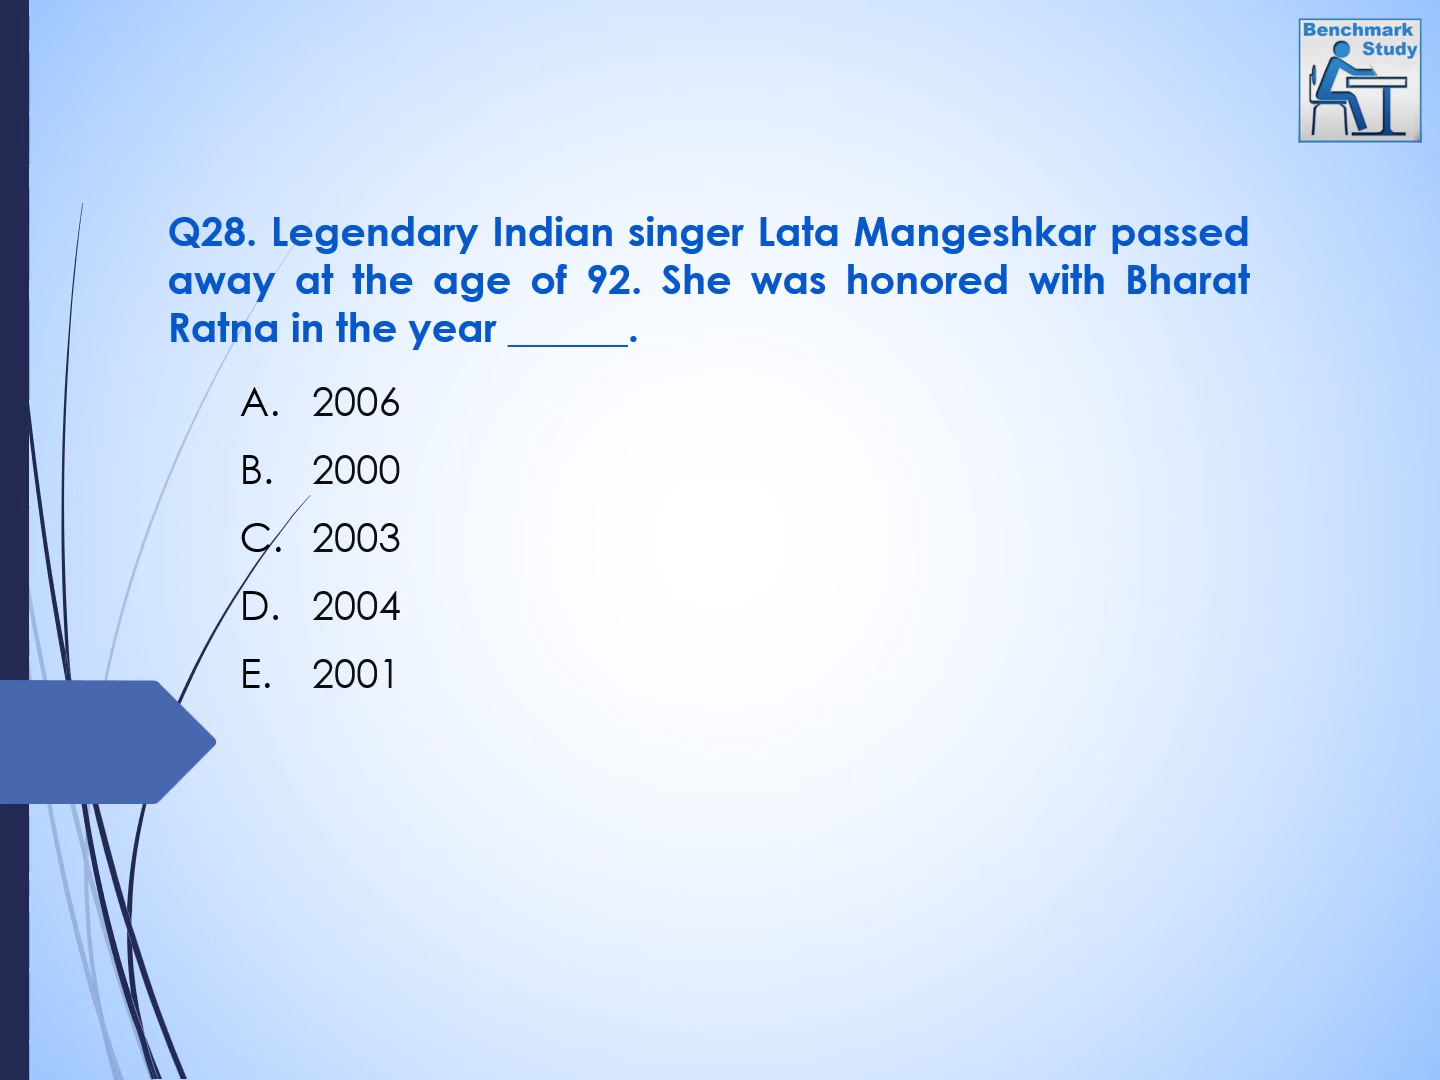 Benchmark
Study
Q28. Legendary Indian singer Lata Mangeshkar passed
away at the age of 92. She was honored with Bharat
Ratna in the year ______.
A. 2006
B. 2000
C. 2003
D. 2004
E. 2001